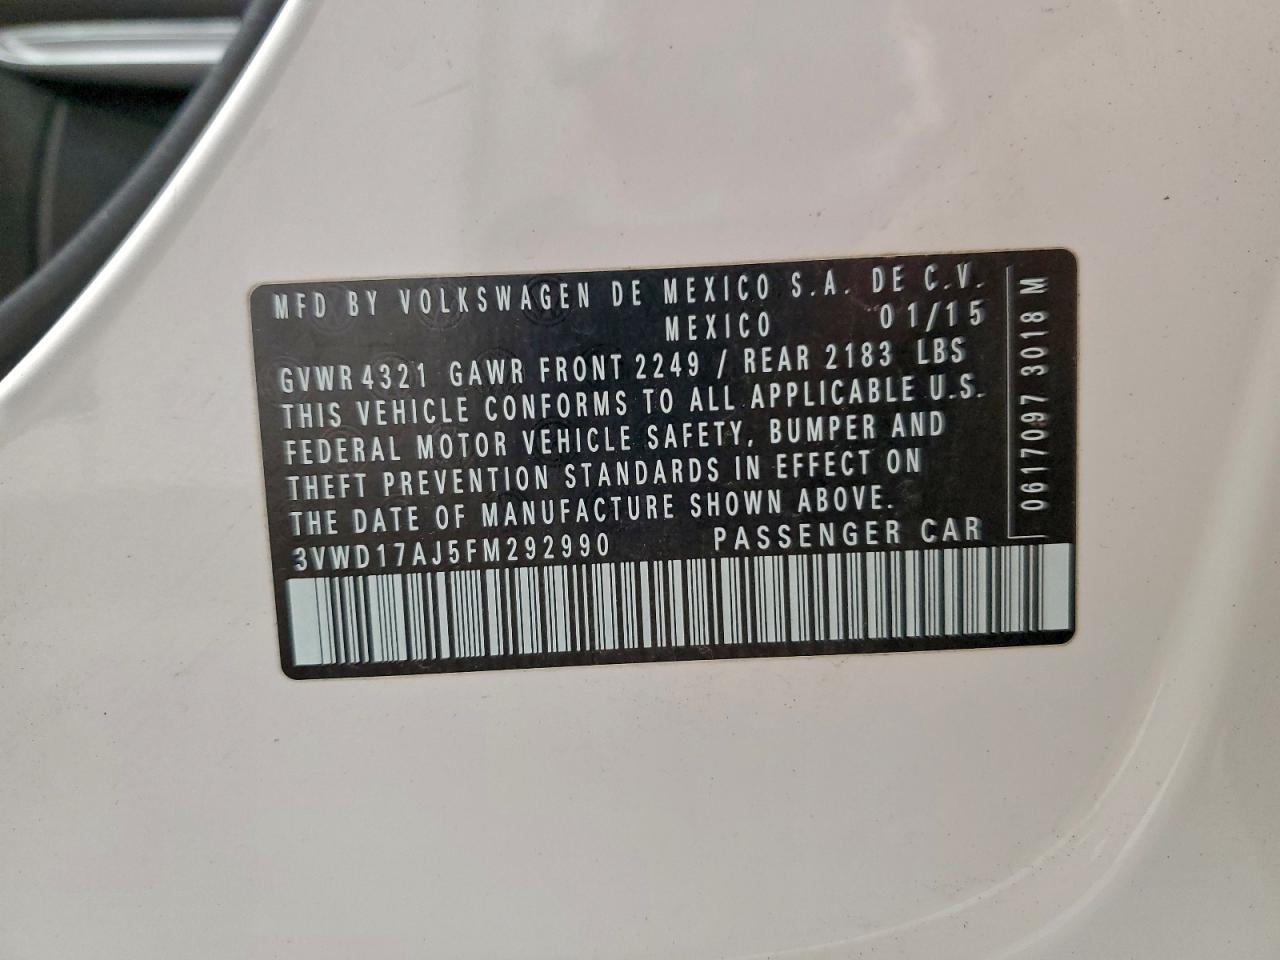 MFD BY VOLKSWAGEN DE MEXICO S.A. DE C.V.
MEXICO 01/15
GVWR 4321 GAWR FRONT 2249 / REAR 2183 LBS
THIS VEHICLE CONFORMS TO ALL APPLICABLE U.S.
FEDERAL MOTOR VEHICLE SAFETY, BUMPER AND
THEFT PREVENTION STANDARDS IN EFFECT ON
THE DATE OF MANUFACTURE SHOWN ABOVE.
3VWD17AJ5FM292990 PASSENGER CAR
0617097 3018 M